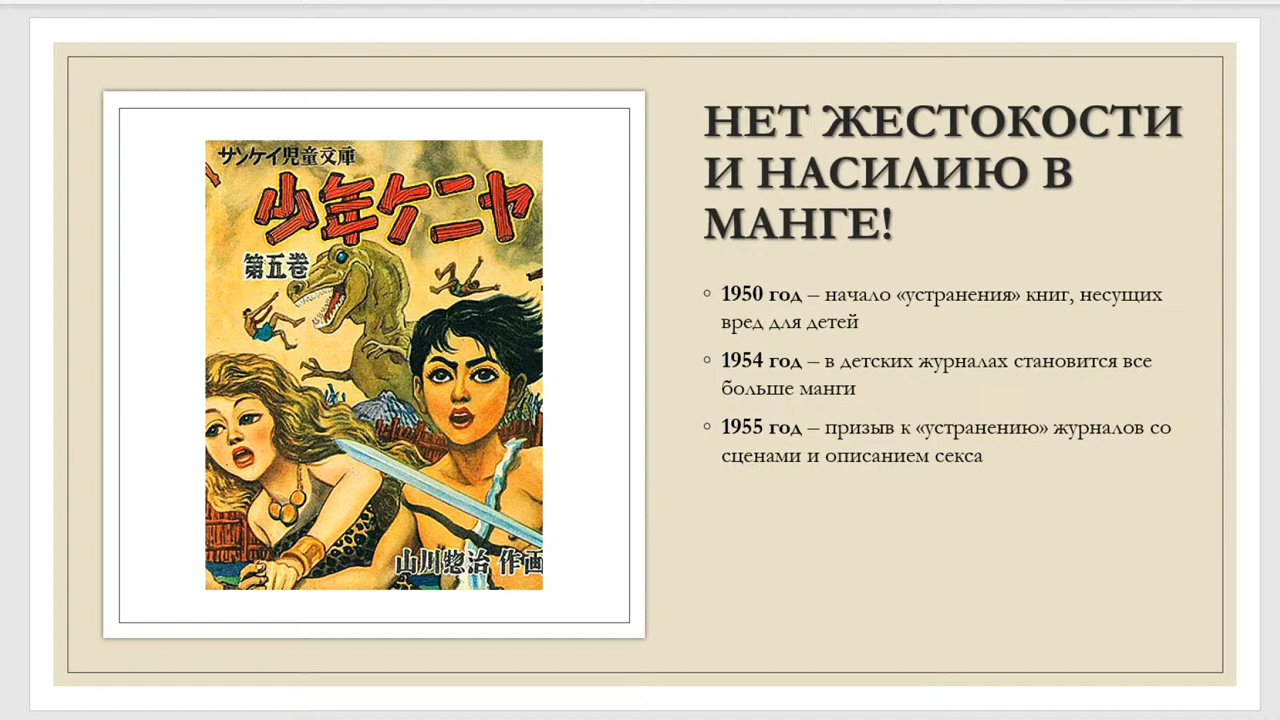 サンケイ児童文庫
少年ケニヤ
第五巻
山川惣治 作画
НЕТ ЖЕСТОКОСТИ
И НАСИЛИЮ В
МАНГЕ!
◦ 1950 год – начало «устранения» книг, несущих
вред для детей
◦ 1954 год – в детских журналах становится все
больше манги
◦ 1955 год – призыв к «устранению» журналов со
сценами и описанием секса